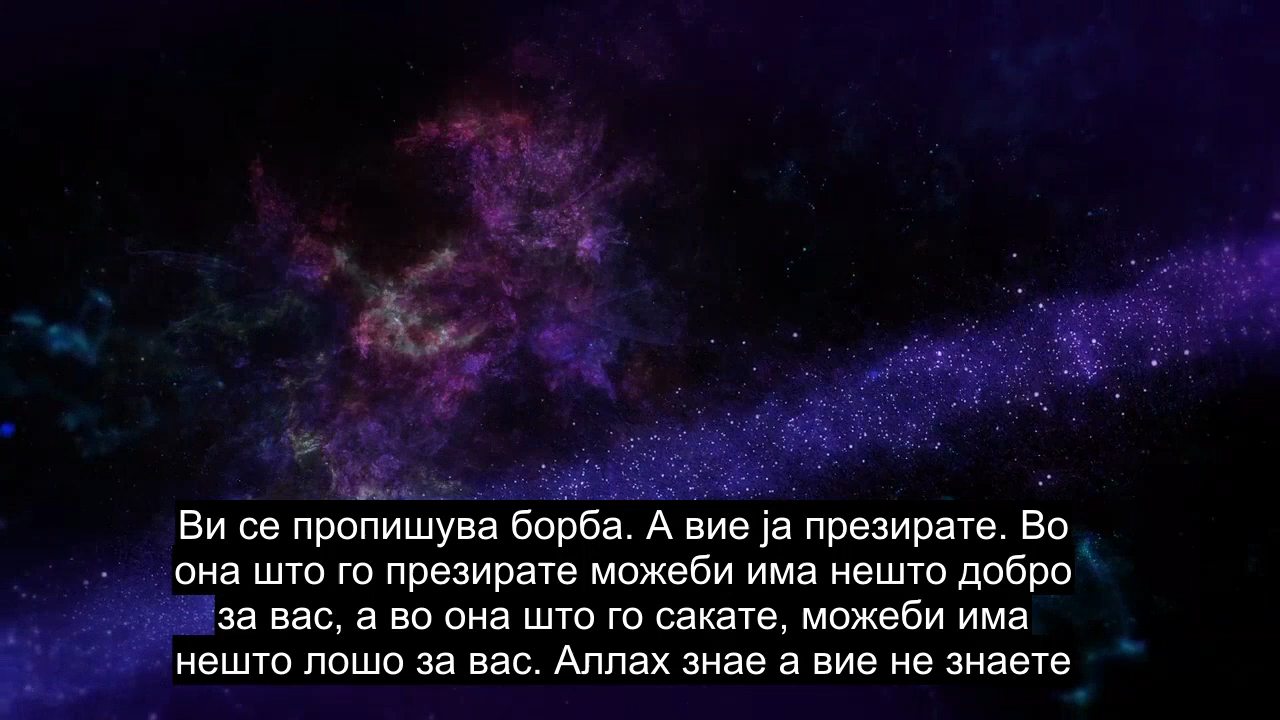 Ви се пропишува борба. А вие ја презирате. Во
она што го презирате можеби има нешто добро
за вас, а во она што го сакате, можеби има
нешто лошо за вас. Аллах знае а вие не знаете